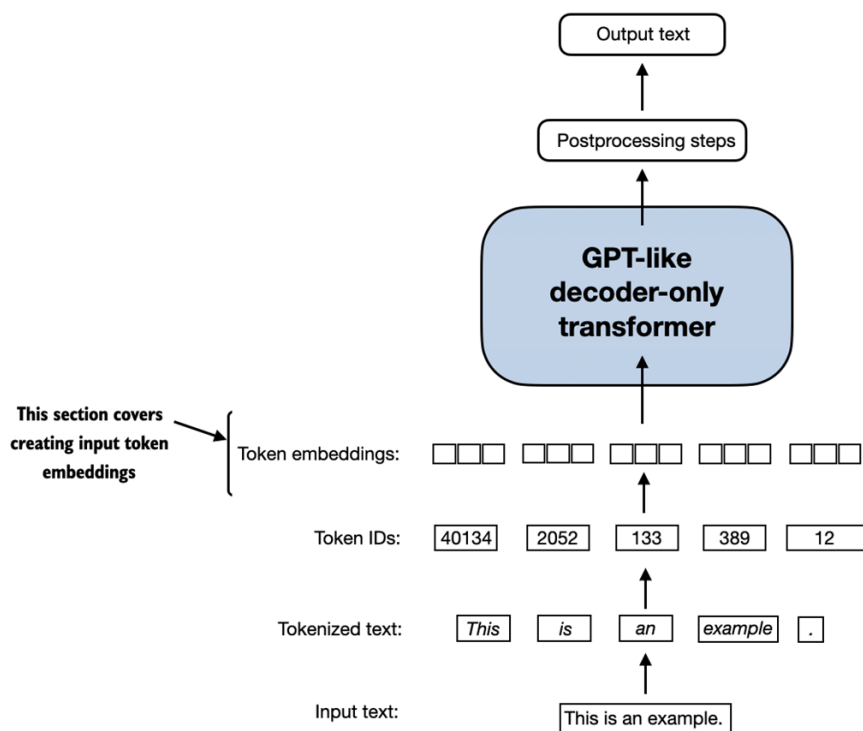 Output text
Postprocessing steps
GPT-like
decoder-only
transformer
This section covers
creating input token
embeddings
Token embeddings:
Token IDs: 40134 2052 133 389 12
Tokenized text: This is an example .
Input text: This is an example.